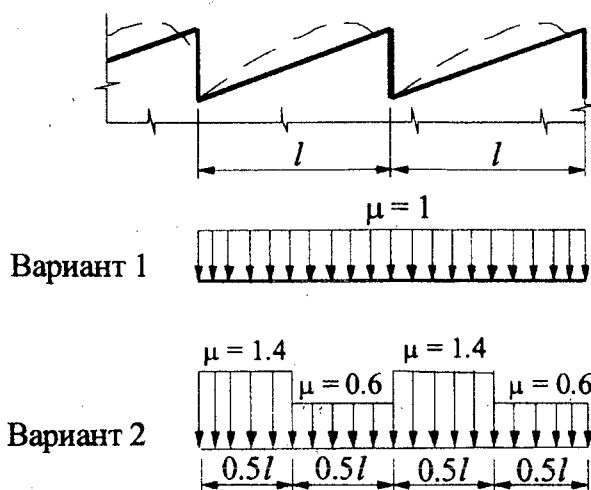 l l
μ = 1
Вариант 1
μ = 1.4 μ = 1.4
μ = 0.6 μ = 0.6
Вариант 2
0.5l 0.5l 0.5l 0.5l